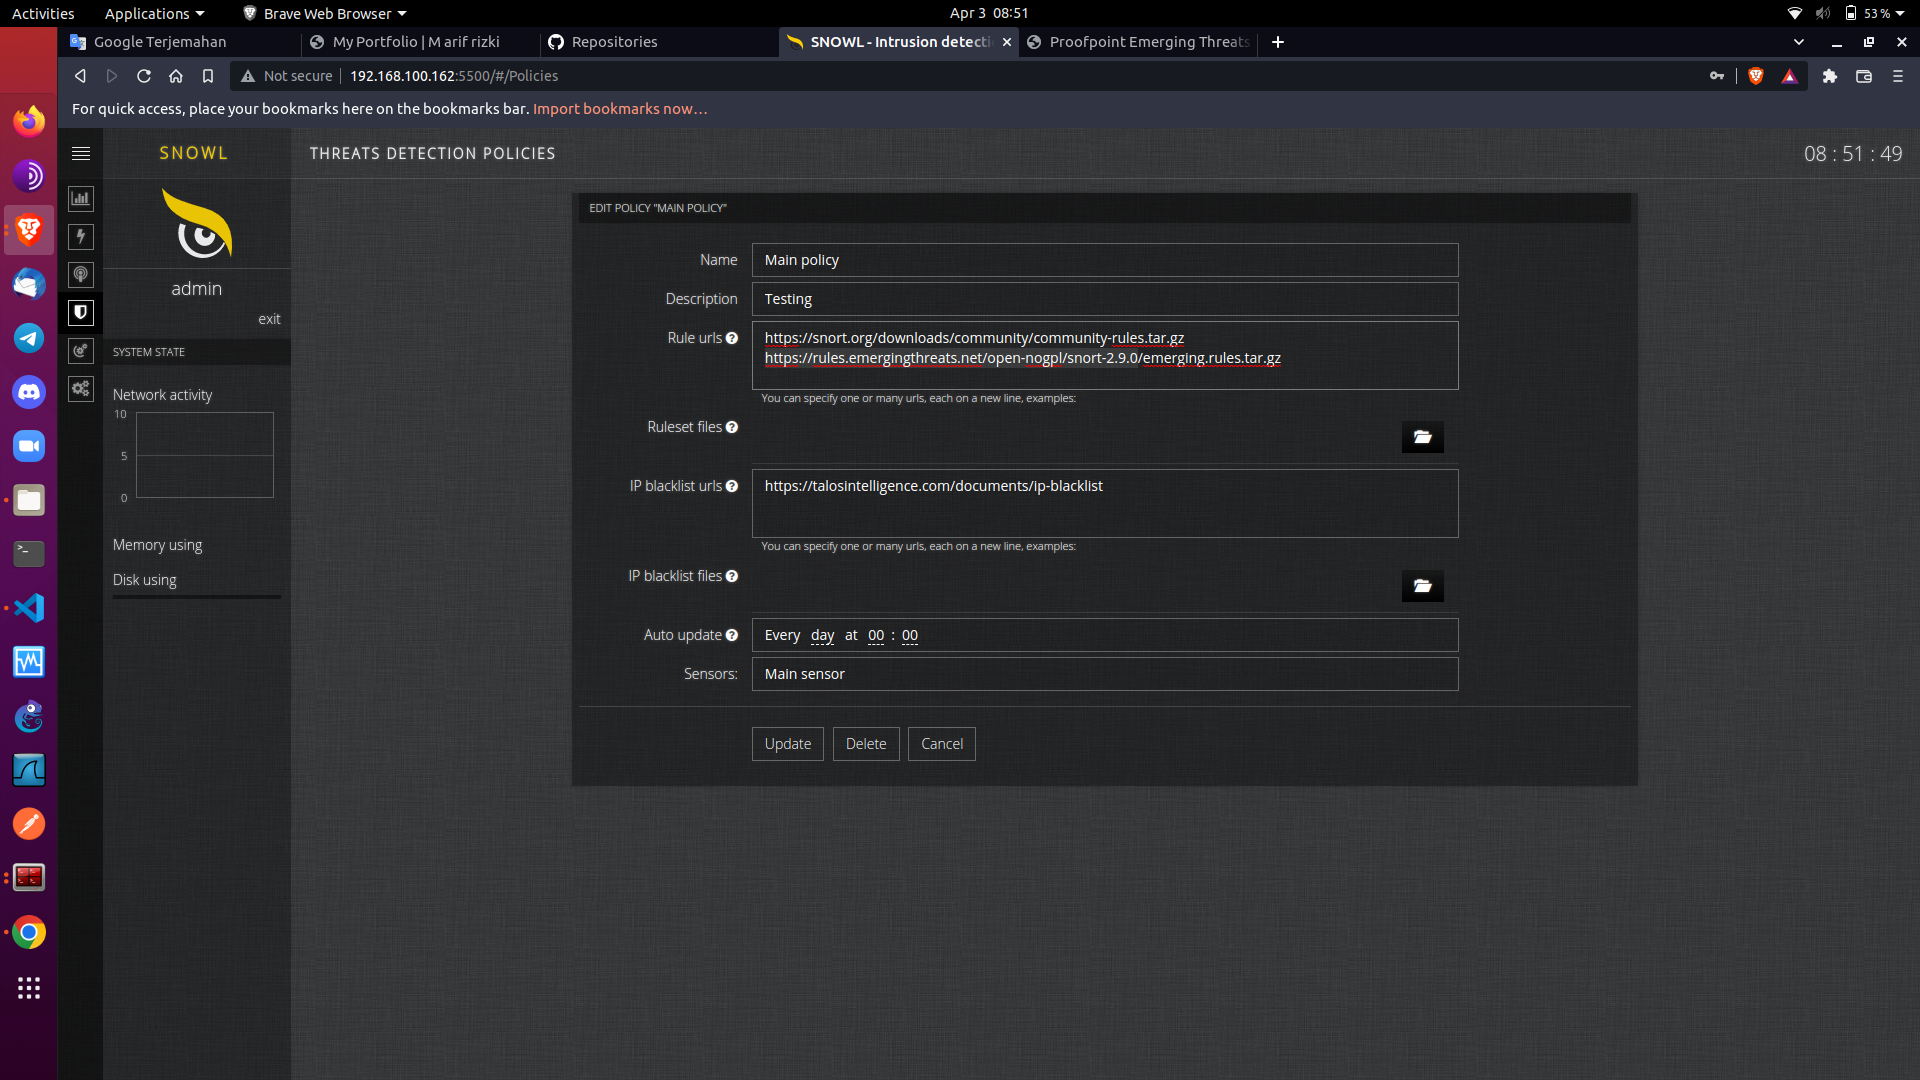 Activities Applications Brave Web Browser Apr 3 08:51 53 %
Google Terjemahan My Portfolio | M arif rizki Repositories SNOWL - Intrusion detecti Proofpoint Emerging Threats
Not secure 192.168.100.162:5500/#/Policies
For quick access, place your bookmarks here on the bookmarks bar. Import bookmarks now...
SNOWL THREATS DETECTION POLICIES 08 : 51 : 49
admin
exit
SYSTEM STATE
Network activity
10
5
0
Memory using
Disk using
EDIT POLICY "MAIN POLICY"
Name Main policy
Description Testing
Rule urls https://snort.org/downloads/community/community-rules.tar.gz
https://rules.emergingthreats.net/open-nogpl/snort-2.9.0/emerging.rules.tar.gz
You can specify one or many urls, each on a new line, examples:
Ruleset files
IP blacklist urls https://talosintelligence.com/documents/ip-blacklist
You can specify one or many urls, each on a new line, examples:
IP blacklist files
Auto update Every day at 00 : 00
Sensors: Main sensor
Update Delete Cancel